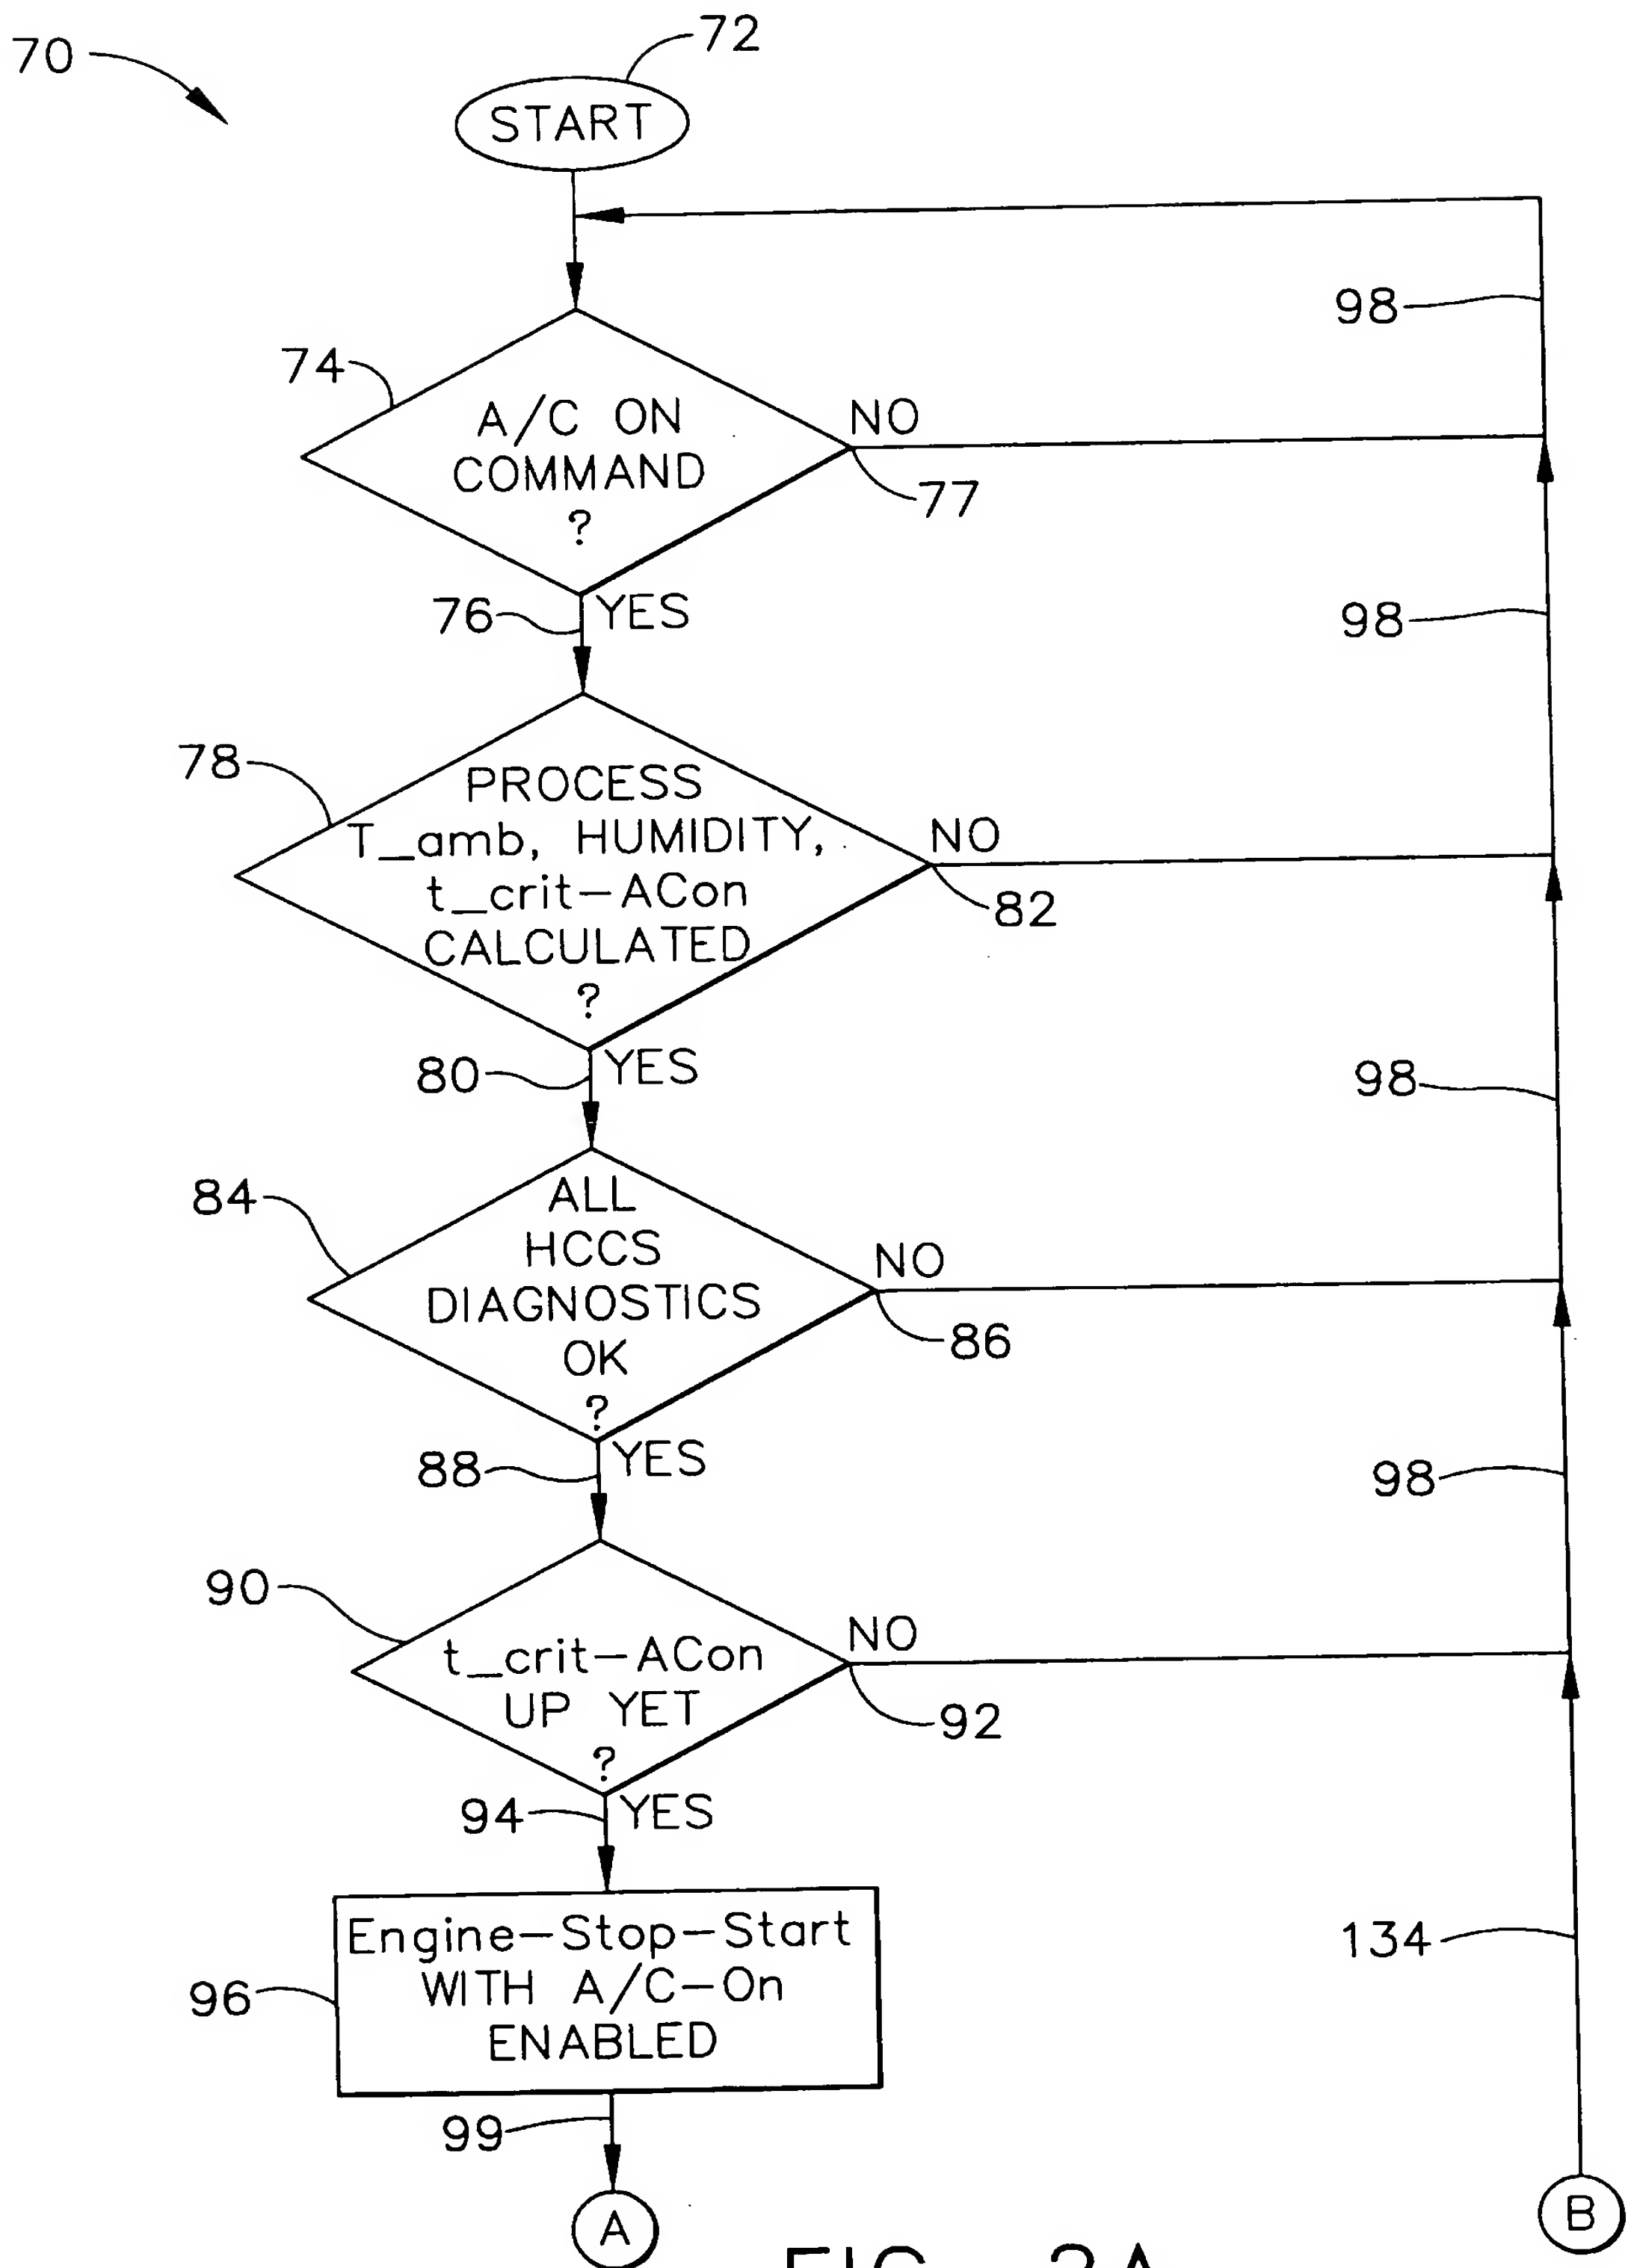 70
72
START
98
74
A/C ON
COMMAND
?
NO
77
76
YES
98
78
PROCESS
T_amb, HUMIDITY,
t_crit-ACon
CALCULATED
?
NO
82
80
YES
98
84
ALL
HCCS
DIAGNOSTICS
OK
?
NO
86
88
YES
98
90
t_crit-ACon
UP YET
?
NO
92
94
YES
96
Engine-Stop-Start
WITH A/C-On
ENABLED
134
99
A
B